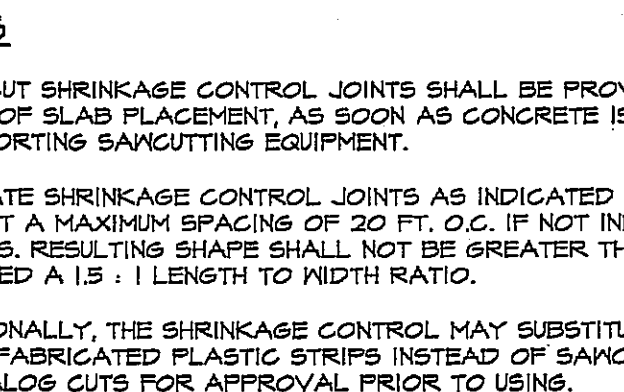 UT SHRINKAGE CONTROL JOINTS SHALL BE PROV
OF SLAB PLACEMENT, AS SOON AS CONCRETE IS
ORTING SAWCUTTING EQUIPMENT.
ATE SHRINKAGE CONTROL JOINTS AS INDICATED
T A MAXIMUM SPACING OF 20 FT. O.C. IF NOT IN
S. RESULTING SHAPE SHALL NOT BE GREATER TH
ED A 1.5 : 1 LENGTH TO WIDTH RATIO.
ONALLY, THE SHRINKAGE CONTROL MAY SUBSTITU
FABRICATED PLASTIC STRIPS INSTEAD OF SAWC
ALOG CUTS FOR APPROVAL PRIOR TO USING.